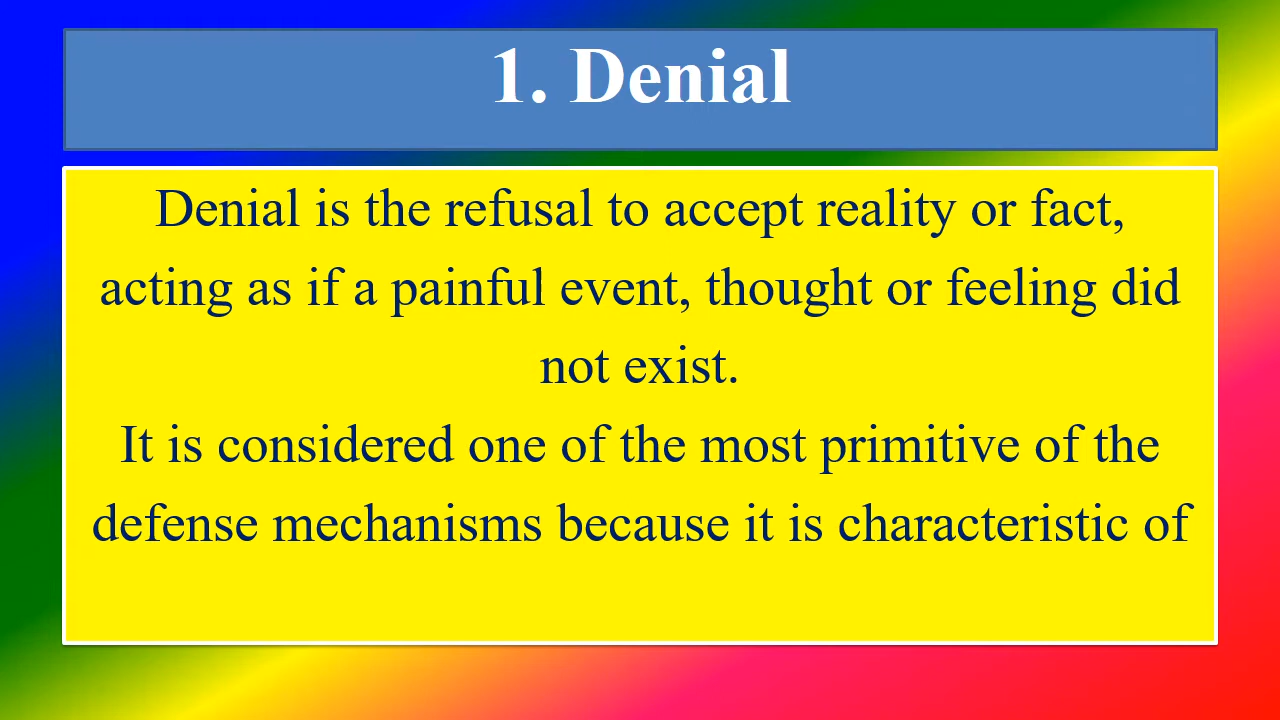 1. Denial
Denial is the refusal to accept reality or fact,
acting as if a painful event, thought or feeling did
not exist.
It is considered one of the most primitive of the
defense mechanisms because it is characteristic of